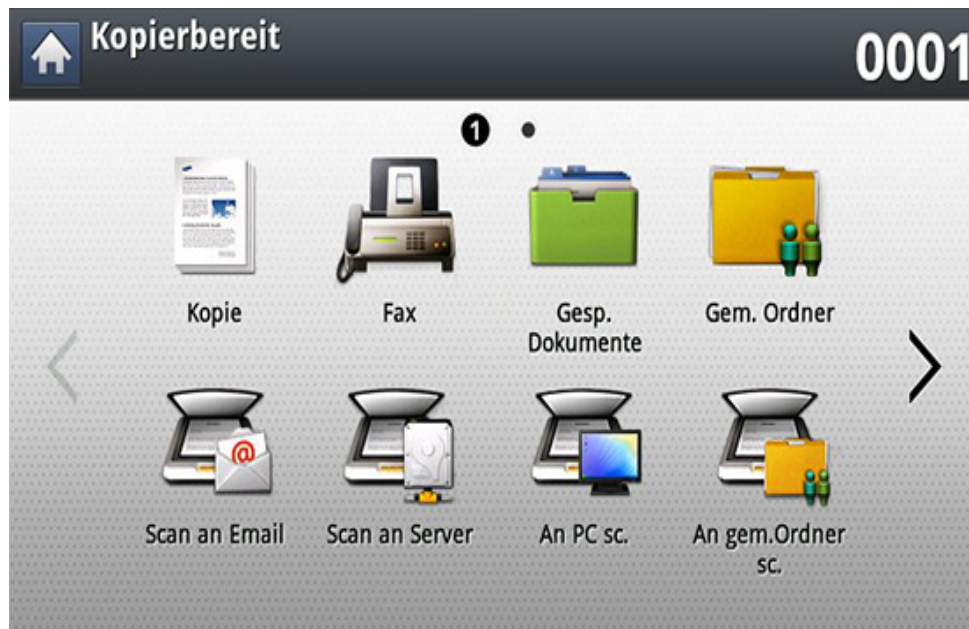 Kopierbereit
0001
1
Kopie
Fax
Gesp.
Dokumente
Gem. Ordner
@
Scan an Email
Scan an Server
An PC sc.
An gem.Ordner
sc.